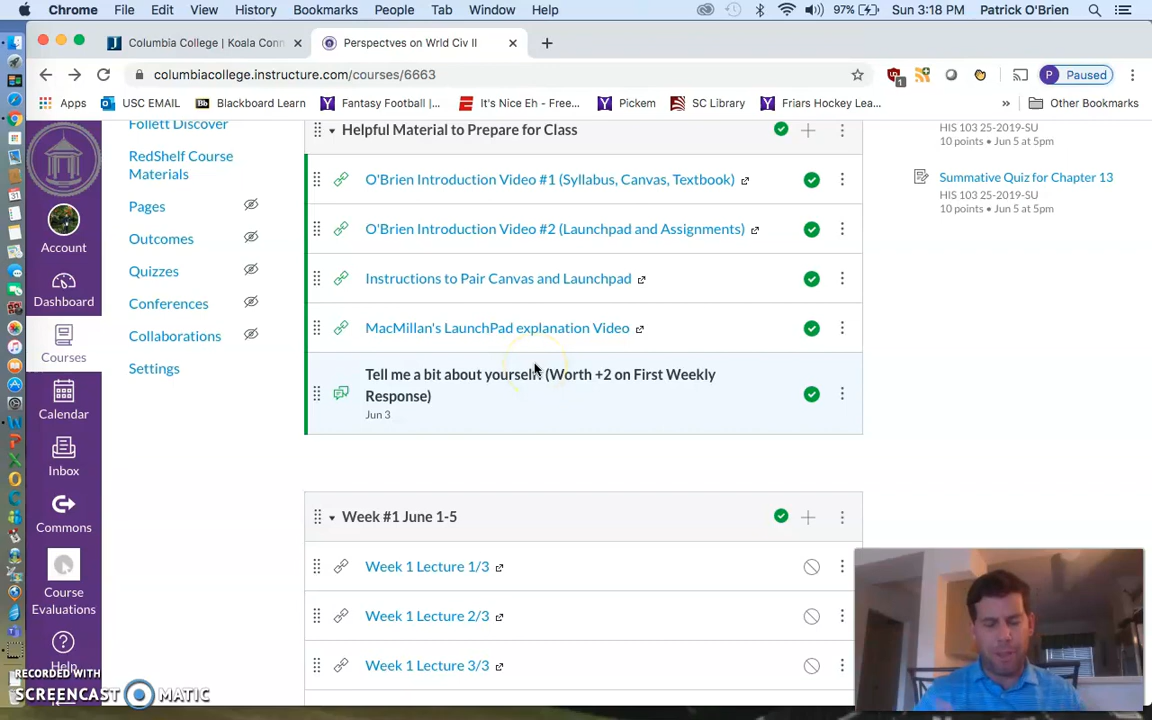 Chrome File Edit View History Bookmarks People Tab Window Help 97% Sun 3:18 PM Patrick O'Brien
Columbia College | Koala Conn Perspectves on Wrld Civ II
columbiacollege.instructure.com/courses/6663 P Paused
Apps USC EMAIL Bb Blackboard Learn Fantasy Football |... It's Nice Eh - Free... Pickem SC Library Friars Hockey Lea... » Other Bookmarks
Account
Dashboard
Courses
Calendar
Inbox
Commons
Course
Evaluations
Help
Follett Discover
RedShelf Course
Materials
Pages
Outcomes
Quizzes
Conferences
Collaborations
Settings
Helpful Material to Prepare for Class
O'Brien Introduction Video #1 (Syllabus, Canvas, Textbook)
O'Brien Introduction Video #2 (Launchpad and Assignments)
Instructions to Pair Canvas and Launchpad
MacMillan's LaunchPad explanation Video
Tell me a bit about yourself! (Worth +2 on First Weekly
Response)
Jun 3
Week #1 June 1-5
Week 1 Lecture 1/3
Week 1 Lecture 2/3
Week 1 Lecture 3/3
HIS 103 25-2019-SU
10 points • Jun 5 at 5pm
Summative Quiz for Chapter 13
HIS 103 25-2019-SU
10 points • Jun 5 at 5pm
RECORDED WITH
SCREENCAST MATIC